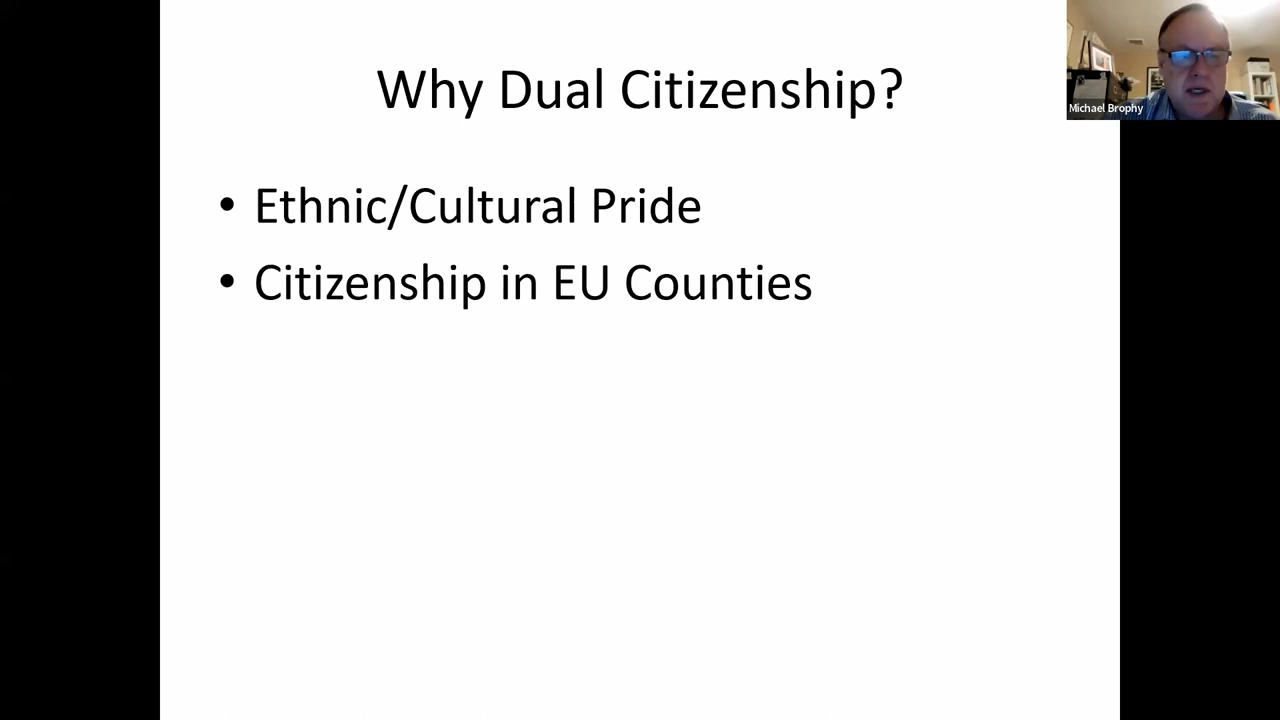 Why Dual Citizenship?
Michael Brophy
• Ethnic/Cultural Pride
• Citizenship in EU Counties